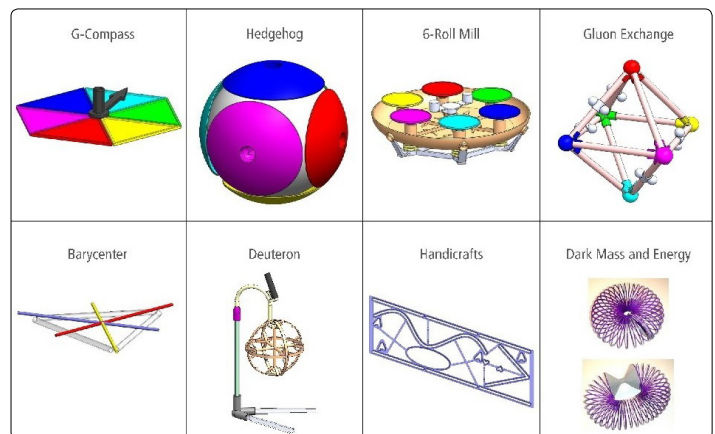 G-Compass
Hedgehog
6-Roll Mill
Gluon Exchange
Barycenter
Deuteron
Handicrafts
Dark Mass and Energy